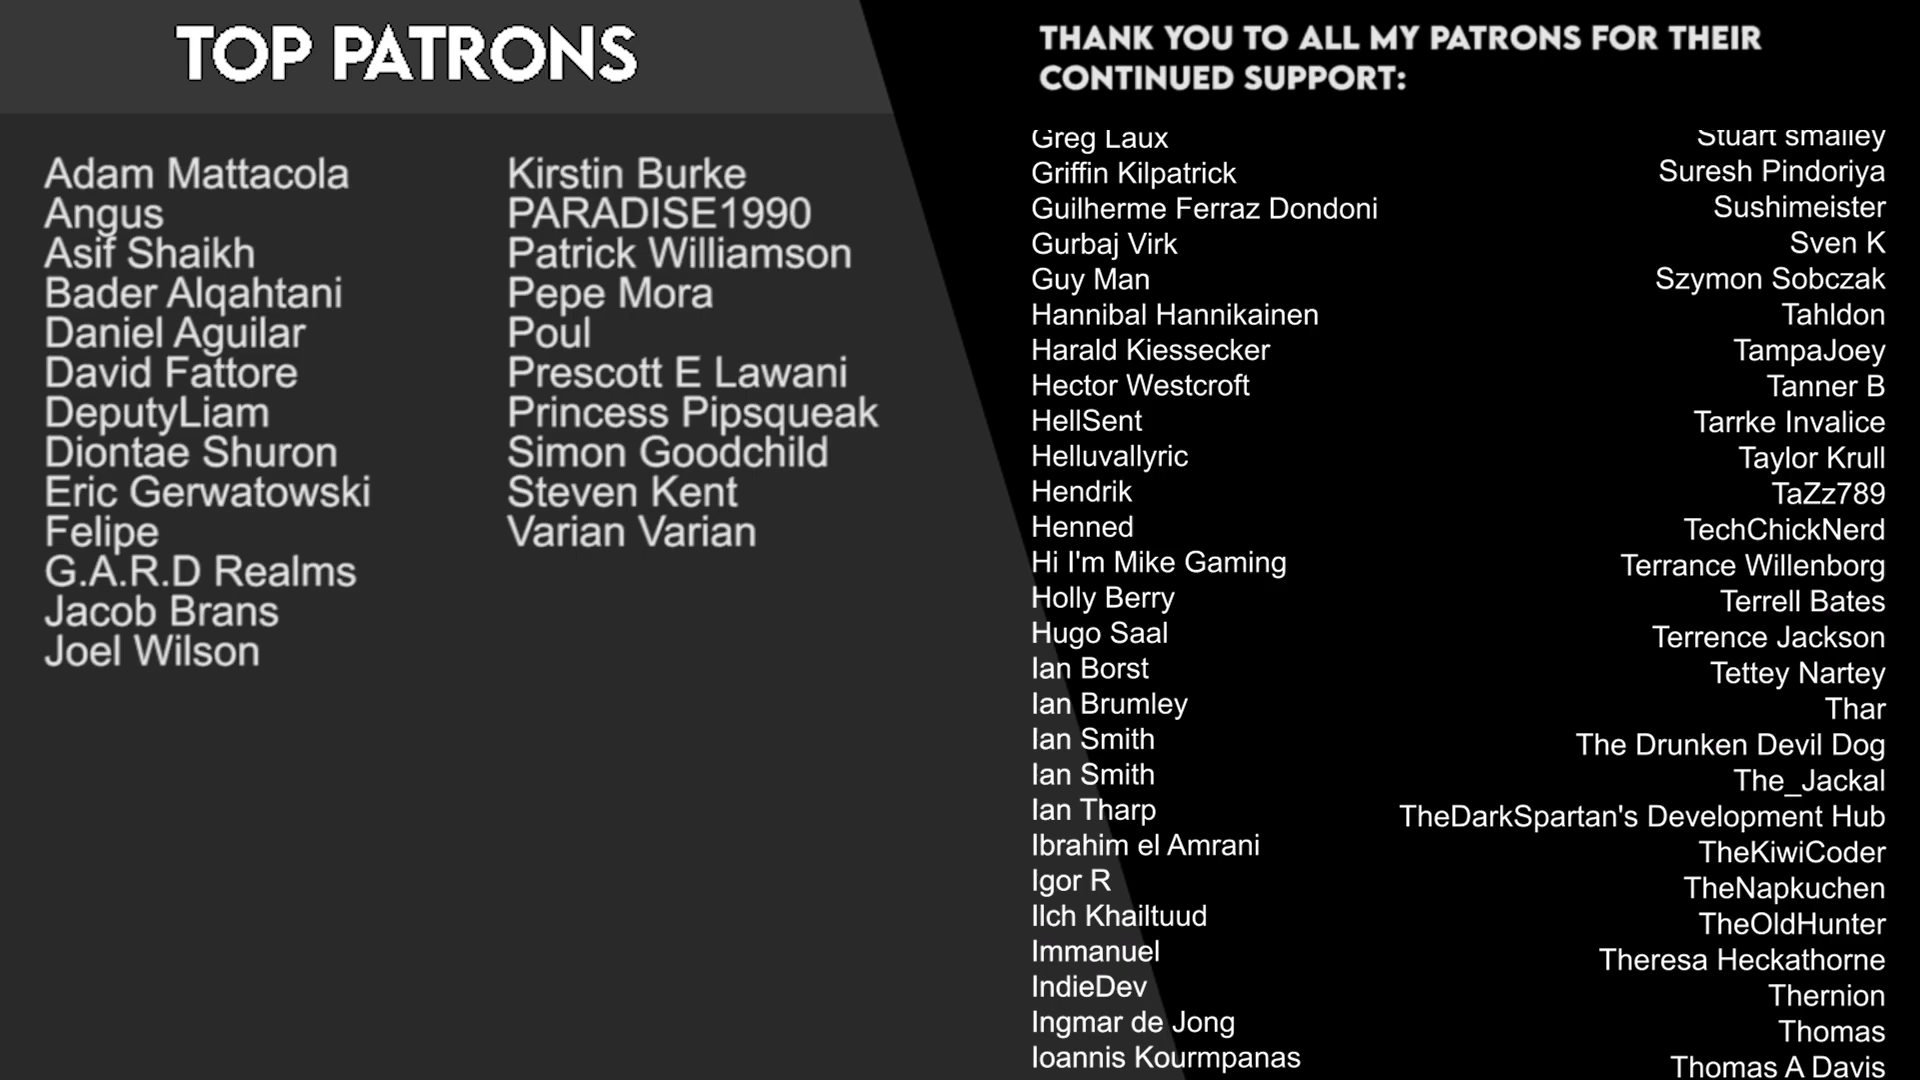 TOP PATRONS
Adam Mattacola
Angus
Asif Shaikh
Bader Alqahtani
Daniel Aguilar
David Fattore
DeputyLiam
Diontae Shuron
Eric Gerwatowski
Felipe
G.A.R.D Realms
Jacob Brans
Joel Wilson
Kirstin Burke
PARADISE1990
Patrick Williamson
Pepe Mora
Poul
Prescott E Lawani
Princess Pipsqueak
Simon Goodchild
Steven Kent
Varian Varian
THANK YOU TO ALL MY PATRONS FOR THEIR
CONTINUED SUPPORT:
Greg Laux
Griffin Kilpatrick
Guilherme Ferraz Dondoni
Gurbaj Virk
Guy Man
Hannibal Hannikainen
Harald Kiessecker
Hector Westcroft
HellSent
Helluvallyric
Hendrik
Henned
Hi I'm Mike Gaming
Holly Berry
Hugo Saal
Ian Borst
Ian Brumley
Ian Smith
Ian Smith
Ian Tharp
Ibrahim el Amrani
Igor R
Ilch Khailtuud
Immanuel
IndieDev
Ingmar de Jong
Ioannis Kourmpanas
Stuart smalley
Suresh Pindoriya
Sushimeister
Sven K
Szymon Sobczak
Tahldon
TampaJoey
Tanner B
Tarrke Invalice
Taylor Krull
TaZz789
TechChickNerd
Terrance Willenborg
Terrell Bates
Terrence Jackson
Tettey Nartey
Thar
The Drunken Devil Dog
The_Jackal
TheDarkSpartan's Development Hub
TheKiwiCoder
TheNapkuchen
TheOldHunter
Theresa Heckathorne
Thernion
Thomas
Thomas A Davis